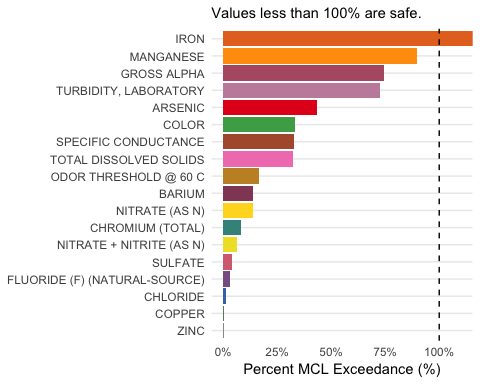 Values less than 100% are safe.
IRON
MANGANESE
GROSS ALPHA
TURBIDITY, LABORATORY
ARSENIC
COLOR
SPECIFIC CONDUCTANCE
TOTAL DISSOLVED SOLIDS
ODOR THRESHOLD @ 60 C
BARIUM
NITRATE (AS N)
CHROMIUM (TOTAL)
NITRATE + NITRITE (AS N)
SULFATE
FLUORIDE (F) (NATURAL-SOURCE)
CHLORIDE
COPPER
ZINC
0% 25% 50% 75% 100%
Percent MCL Exceedance (%)